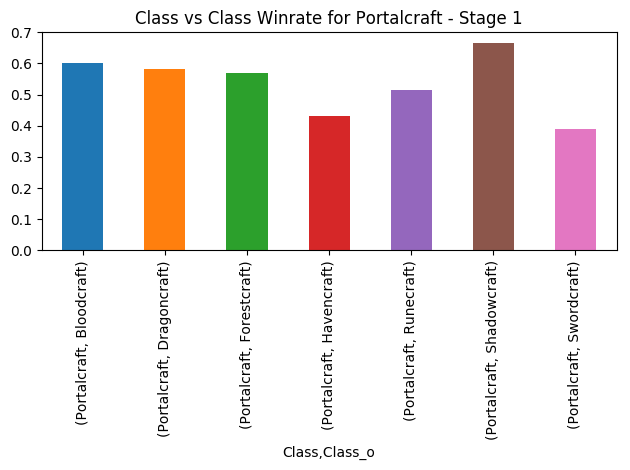 Class vs Class Winrate for Portalcraft - Stage 1
0.7
0.6
0.5
0.4
0.3
0.2
0.1
0.0
(Portalcraft, Bloodcraft)
(Portalcraft, Dragoncraft)
(Portalcraft, Forestcraft)
(Portalcraft, Havencraft)
(Portalcraft, Runecraft)
(Portalcraft, Shadowcraft)
(Portalcraft, Swordcraft)
Class,Class_o